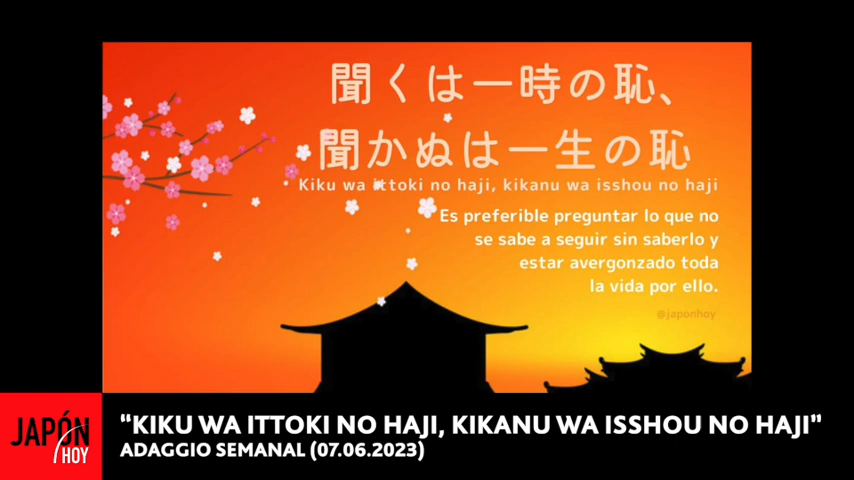 聞くは一時の恥、
聞かぬは一生の恥
Kiku wa ittoki no haji, kikanu wa isshou no haji
Es preferible preguntar lo que no
se sabe a seguir sin saberlo y
estar avergonzado toda
la vida por ello.
@japonhoy
JAPÓN
HOY
“KIKU WA ITTOKI NO HAJI, KIKANU WA ISSHOU NO HAJI”
ADAGGIO SEMANAL (07.06.2023)